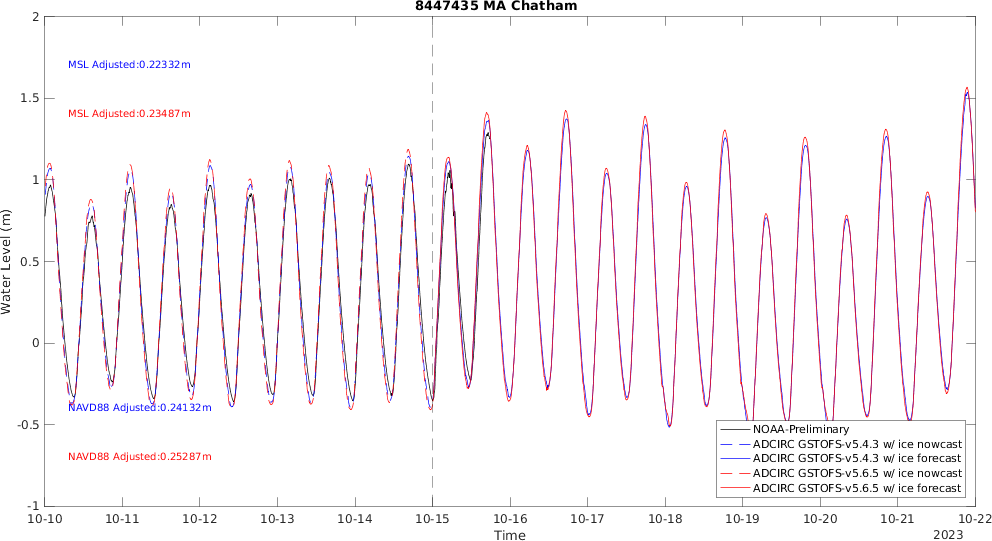 8447435 MA Chatham
2
1.5
1
0.5
0
-0.5
-1
Water Level (m)
MSL Adjusted:0.22332m
MSL Adjusted:0.23487m
NAVD88 Adjusted:0.24132m
NAVD88 Adjusted:0.25287m
NOAA-Preliminary
ADCIRC GSTOFS-v5.4.3 w/ ice nowcast
ADCIRC GSTOFS-v5.4.3 w/ ice forecast
ADCIRC GSTOFS-v5.6.5 w/ ice nowcast
ADCIRC GSTOFS-v5.6.5 w/ ice forecast
10-10 10-11 10-12 10-13 10-14 10-15 10-16 10-17 10-18 10-19 10-20 10-21 10-22
Time
2023